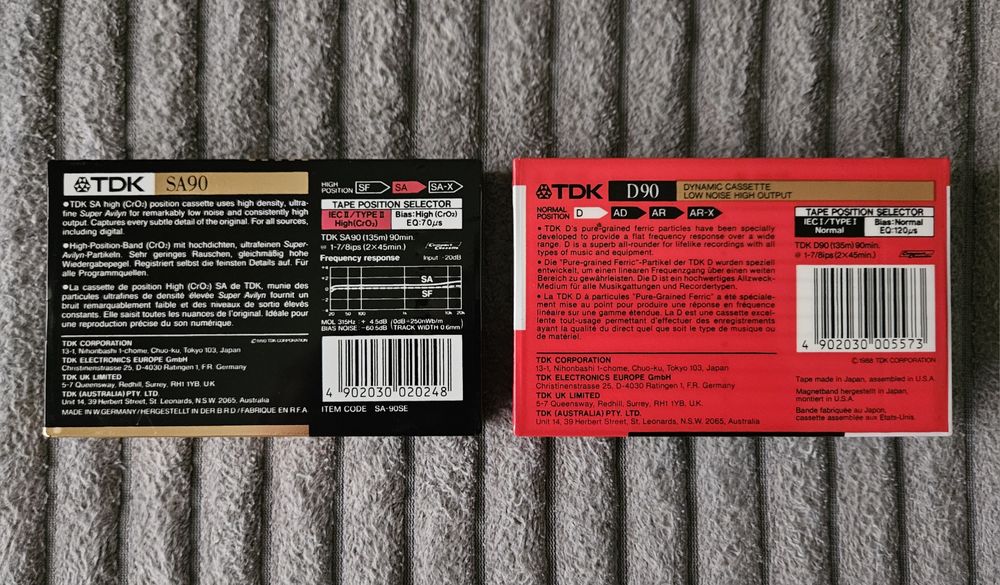 TDK SA90
● TDK SA high (CrO₂) position cassette uses high density, ultra-
fine Super Avilyn for remarkably low noise and consistently high
output. Captures every subtle detail of the original. For all sources,
including digital.
● High-Position-Band (CrO₂) mit hochdichten, ultrafeinen Super-
Avilyn-Partikeln. Sehr geringes Rauschen, gleichmäßig hohe
Wiedergabepegel. Registriert selbst die feinsten Details auf. Für
alle Programmquellen.
● La cassette de position High (CrO₂) SA de TDK, munie des
particules ultrafines de densité élevée Super Avilyn fournit un
bruit remarquablement faible et des niveaux de sortie élevés
constants. Elle saisit toutes les nuances de l'original. Idéale pour
une reproduction précise du son numérique.
© 1990 TDK CORPORATION
TDK CORPORATION
13-1, Nihonbashi 1-chome, Chuo-ku, Tokyo 103, Japan
TDK ELECTRONICS EUROPE GmbH
Christinenstrasse 25, D-4030 Ratingen 1, F.R. Germany
TDK UK LIMITED
5-7 Queensway, Redhill, Surrey, RH1 1YB. U.K
TDK (AUSTRALIA) PTY. LTD.
Unit 14, 39 Herbert Street, St. Leonards, N.S.W. 2065, Australia
MADE IN W.GERMANY/HERGESTELLT IN DER B R D / FABRIQUE EN R F A
HIGH POSITION SF SA SA-X
TAPE POSITION SELECTOR
IEC II/TYPE II High(CrO₂)
Bias: High (CrO₂) EQ: 70μs
TDK SA90 (135m) 90min.
@ 1-7/8ips (2×45min.)
Frequency response Input -20dB
SA
SF
20 50 100 1k 10k 20k
MOL 315Hz + 4.5dB (0dB=250nWb/m)
BIAS NOISE -60.5dB (TRACK WIDTH 0.6mm)
4 902030 020248
ITEM CODE SA-90SE
TDK D90 DYNAMIC CASSETTE
LOW NOISE HIGH OUTPUT
NORMAL POSITION D AD AR AR-X
• TDK D's pure-grained ferric particles have been specially
developed to provide a flat frequency response over a wide
range. D is a superb all-rounder for lifelike recordings with all
types of music and equipment.
• Die "Pure-grained Ferric"-Partikel der TDK D wurden speziell
entwickelt, um einen linearen Frequenzgang über einen weiten
Bereich zu gewährleisten. Die D ist ein hochwertiges Allzweck-
Medium für alle Musikgattungen und Recordertypen.
• La TDK D à particules "Pure-Grained Ferric" a été spéciale-
ment mise au point pour produire une réponse en fréquence
linéaire sur une gamme étendue. La D est une cassette excel-
lente tout-usage permettant d'effectuer des enregistrements
ayant la qualité du direct quel que soit le type de musique ou
de matériel.
TDK CORPORATION
13-1, Nihonbashi 1-chome, Chuo-ku, Tokyo 103, Japan
TDK ELECTRONICS EUROPE GmbH
Christinenstrasse 25, D-4030 Ratingen 1, F.R. Germany
TDK UK LIMITED
5-7 Queensway, Redhill, Surrey, RH1 1YB. U.K
TDK (AUSTRALIA) PTY. LTD.
Unit 14, 39 Herbert Street, St. Leonards, N.S.W. 2065, Australia
TAPE POSITION SELECTOR
IEC I/TYPE I Normal
Bias: Normal EQ: 120μs
TDK D90 (135m) 90min.
@ 1-7/8ips (2×45min.)
4 902030 005573
© 1988 TDK CORPORATION
Tape made in Japan, assembled in U.S.A.
Magnetband hergestellt in Japan,
montiert in U.S.A.
Bande fabriquée au Japon,
cassette assemblée aux Etats-Unis.